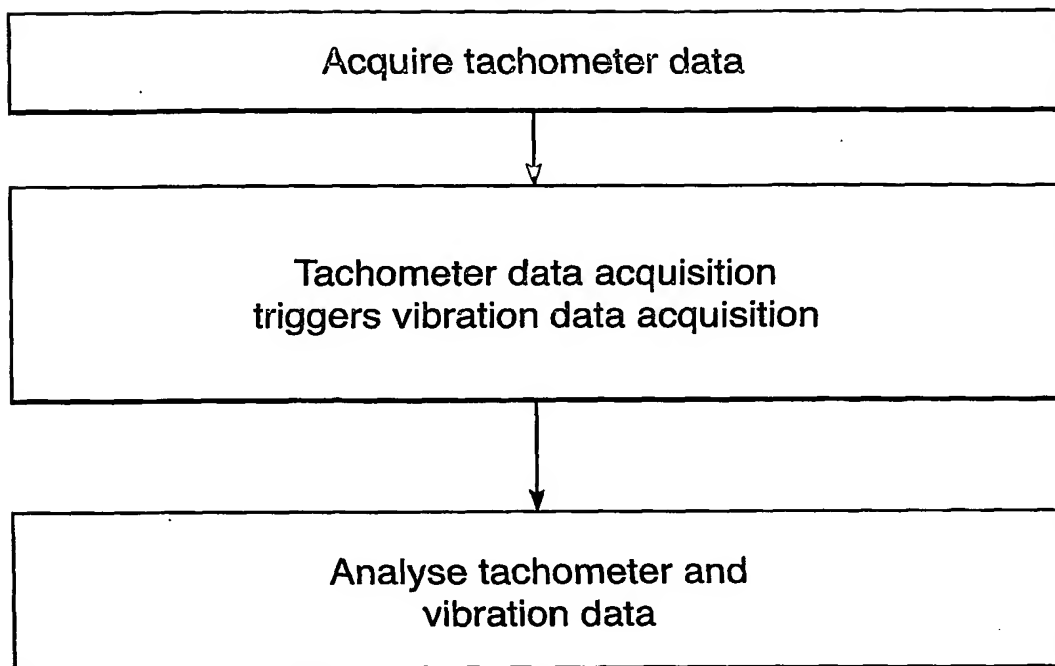 Acquire tachometer data
Tachometer data acquisition
triggers vibration data acquisition
Analyse tachometer and
vibration data